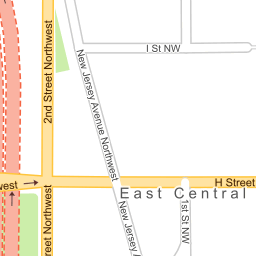 I St NW
2nd Street Northwest
New Jersey Avenue Northwest
west
H Street
East Central
1st St NW
Street Northwest
New Jersey A